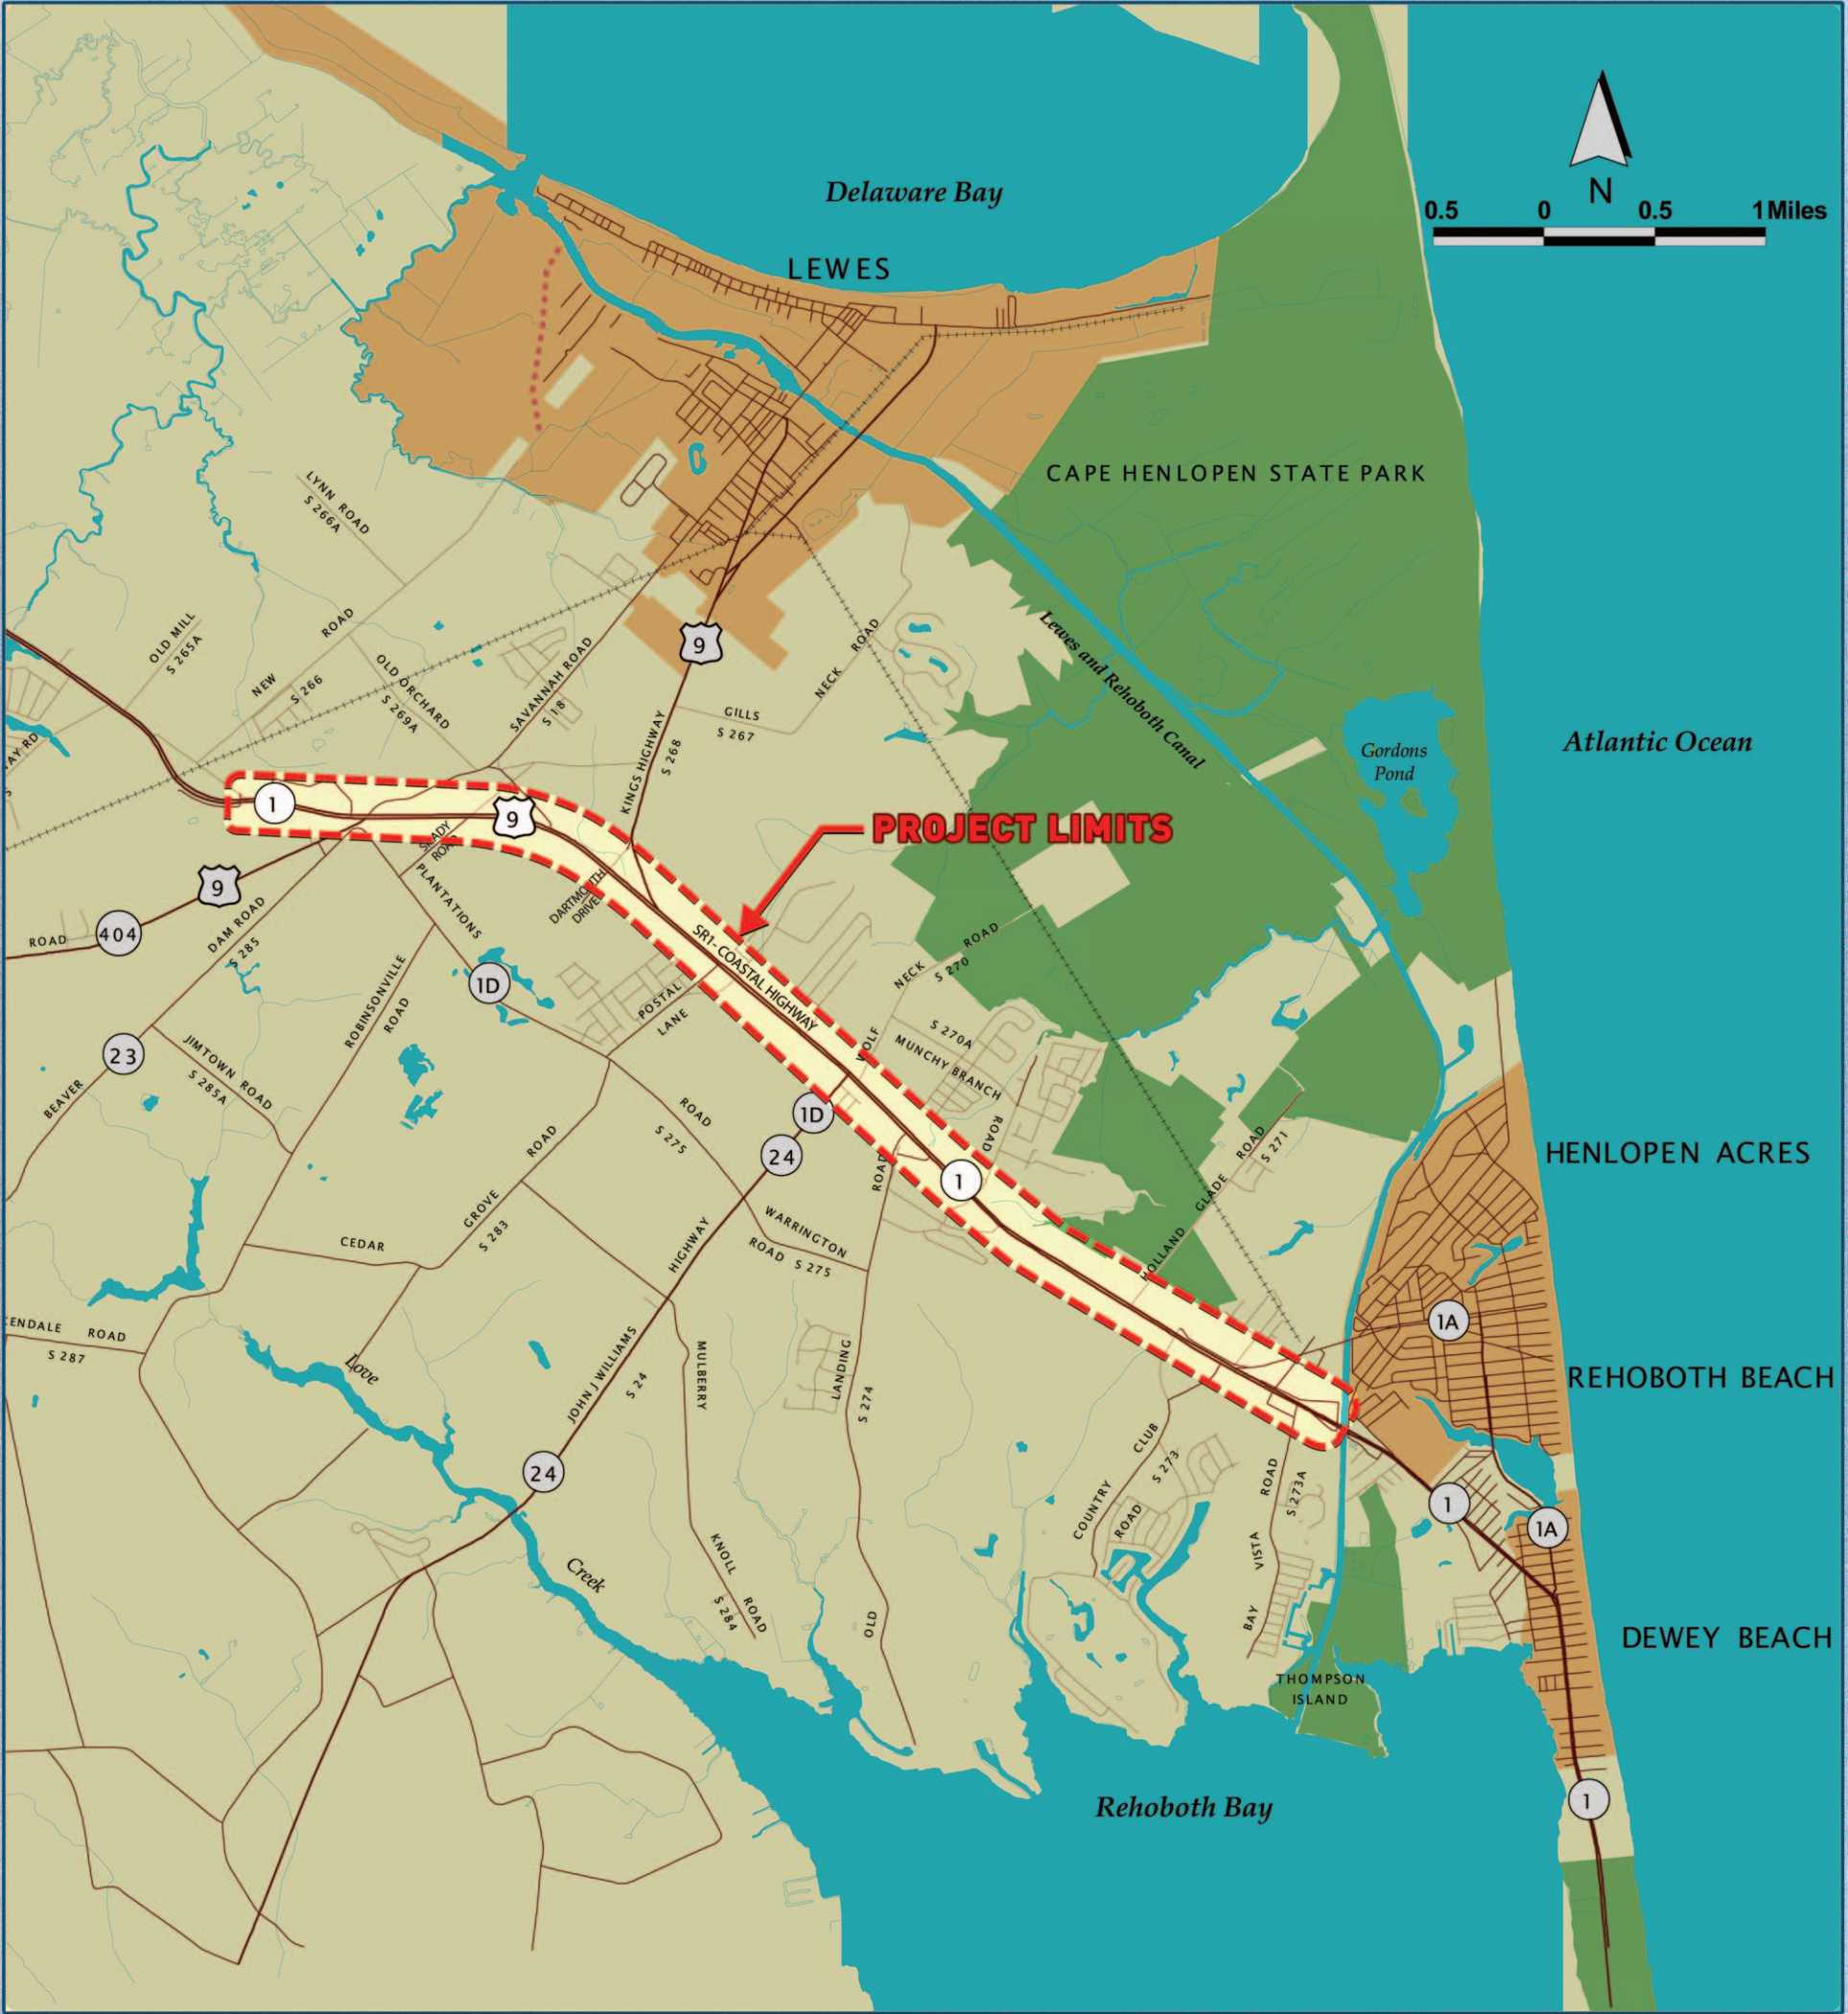 Delaware Bay
N
0.5 0 0.5 1 Miles
LEWES
CAPE HENLOPEN STATE PARK
LYNN ROAD
S 266A
OLD MILL
S 265A
NEW ROAD
S 266
OLD ORCHARD
S 269A
SAVANNAH ROAD
S 18
9
KINGS HIGHWAY
S 268
GILLS NECK ROAD
S 267
Lewes and Rehoboth Canal
Gordons
Pond
Atlantic Ocean
1
9
PROJECT LIMITS
SHADY
ROAD
9
404
ROAD
DAM ROAD
S 285
PLANTATIONS
DARTMOUTH
DRIVE
SR1- COASTAL HIGHWAY
1D
POSTAL
LANE
ROBINSONVILLE
ROAD
NECK ROAD
S 270
WOLF
S 270A
MUNCHY BRANCH
ROAD
23
BEAVER
JIMTOWN ROAD
S 285A
1D
24
ROAD
S 275
1
ROAD
HOLLAND GLADE ROAD
S 271
HENLOPEN ACRES
GROVE ROAD
S 283
CEDAR
WARRINGTON
ROAD S 275
HIGHWAY
1A
REHOBOTH BEACH
ROAD
S 287
Love
JOHN J WILLIAMS
S 24
MULBERRY
LANDING
S 274
24
COUNTRY CLUB
ROAD
S 273
ROAD
S 273A
BAY VISTA
1
1A
Creek
KNOLL ROAD
S 284
OLD
DEWEY BEACH
THOMPSON
ISLAND
Rehoboth Bay
1